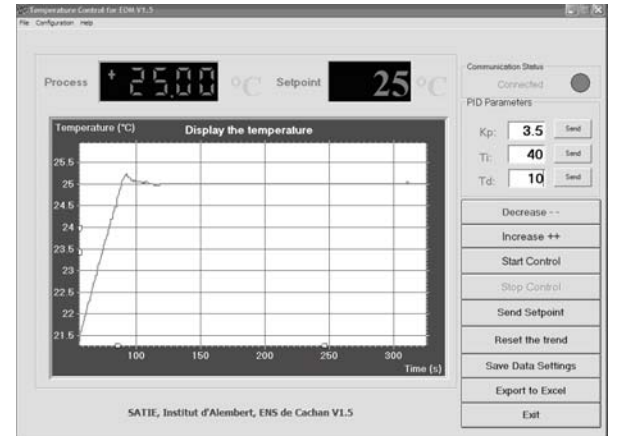 Temperature Control for EOM V1.5
File Configuration Help
Process +25.00 °C Setpoint 25 °C
Communication Status
Connected
PID Parameters
Kp: 3.5 Send
Ti: 40 Send
Td: 10 Send
Temperature (°C) Display the temperature
25.5
25
24.5
24
23.5
23
22.5
22
21.5
100 150 200 250 300
Time (s)
Decrease - -
Increase ++
Start Control
Stop Control
Send Setpoint
Reset the trend
Save Data Settings
Export to Excel
Exit
SATIE, Institut d'Alembert, ENS de Cachan V1.5